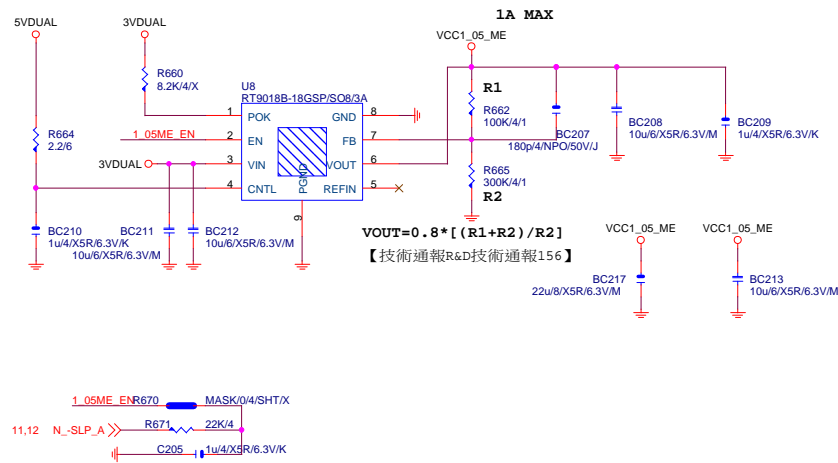 1A MAX
5VDUAL
3VDUAL
VCC1_05_ME
R660
8.2K/4/X
U8
RT9018B-18GSP/SO8/3A
R1
R662
100K/4/1
BC207
180p/4/NPO/50V/J
BC208
10u/6/X5R/6.3V/M
BC209
1u/4/X5R/6.3V/K
1
POK
GND
8
1_05ME_EN
2
EN
FB
7
R664
2.2/6
3VDUAL
3
VIN
VOUT
6
4
CNTL
PGND
REFIN
5
9
R665
300K/4/1
R2
BC210
1u/4/X5R/6.3V/K
BC211
10u/6/X5R/6.3V/M
BC212
10u/6/X5R/6.3V/M
VOUT=0.8*[(R1+R2)/R2]
【技術通報R&D技術通報156】
VCC1_05_ME
VCC1_05_ME
BC217
22u/8/X5R/6.3V/M
BC213
10u/6/X5R/6.3V/M
1_05ME_EN
R670
MASK/0/4/SHT/X
11,12
N_-SLP_A
R671
22K/4
C205
1u/4/X5R/6.3V/K